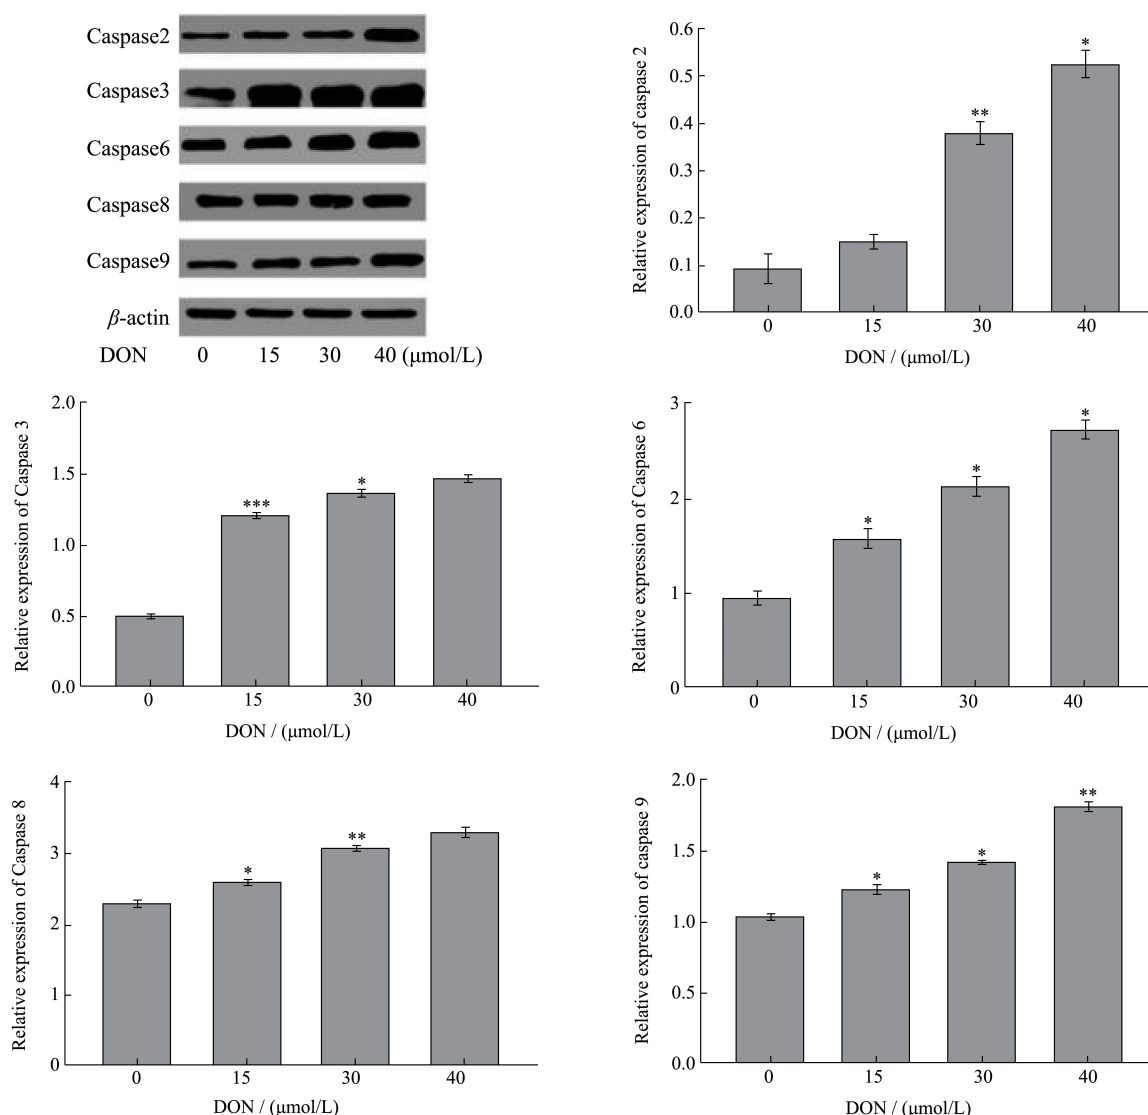 Caspase2
Caspase3
Caspase6
Caspase8
Caspase9
β-actin
DON 0 15 30 40 (μmol/L)
Relative expression of caspase 2
0.6
0.5
0.4
0.3
0.2
0.1
0.0
** *
0 15 30 40
DON / (μmol/L)
Relative expression of Caspase 3
2.0
1.5
1.0
0.5
0.0
*** *
0 15 30 40
DON / (μmol/L)
Relative expression of Caspase 6
3
2
1
0
* * *
0 15 30 40
DON / (μmol/L)
Relative expression of Caspase 8
4
3
2
1
0
* **
0 15 30 40
DON / (μmol/L)
Relative expression of caspase 9
2.0
1.5
1.0
0.5
0.0
* * **
0 15 30 40
DON / (μmol/L)